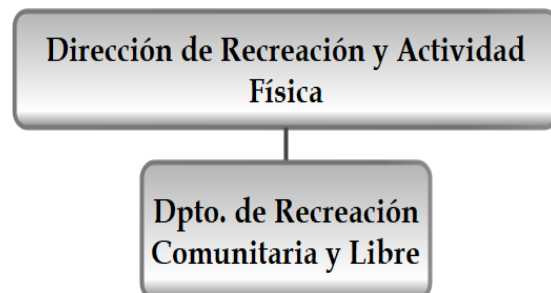 Dirección de Recreación y Actividad
Física
Dpto. de Recreación
Comunitaria y Libre